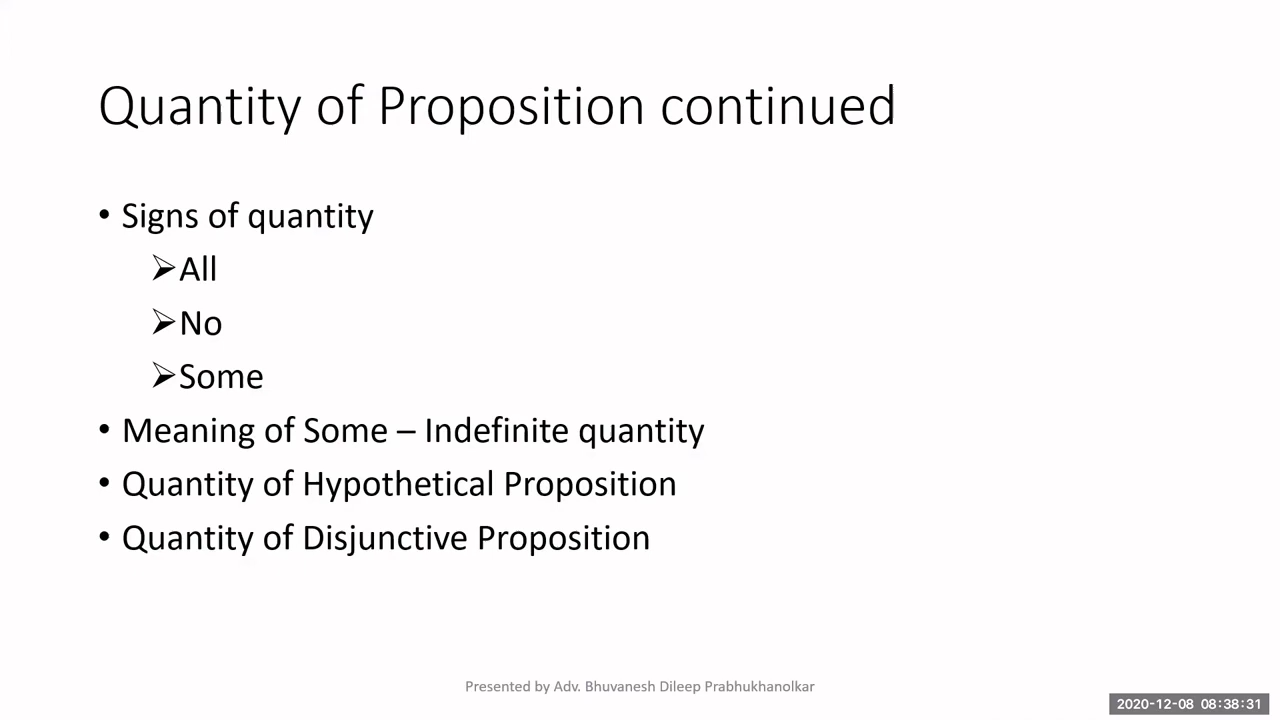 Quantity of Proposition continued
• Signs of quantity
➢All
➢No
➢Some
• Meaning of Some – Indefinite quantity
• Quantity of Hypothetical Proposition
• Quantity of Disjunctive Proposition
Presented by Adv. Bhuvanesh Dileep Prabhukhanolkar
2020-12-08 08:38:31